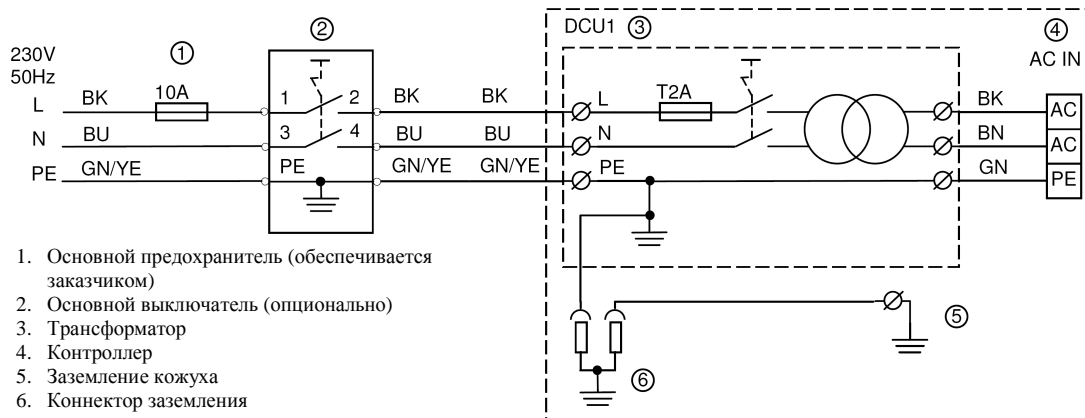 DCU1 ③ ④
① ② AC IN
230V
50Hz
L BK 10A 1 2 BK BK L T2A BK AC
N BU 3 4 BU BU N BN AC
PE GN/YE PE GN/YE GN/YE PE GN PE
1. Основной предохранитель (обеспечивается
заказчиком)
2. Основной выключатель (опционально)
3. Трансформатор
4. Контроллер
5. Заземление кожуха
6. Коннектор заземления
⑤
⑥